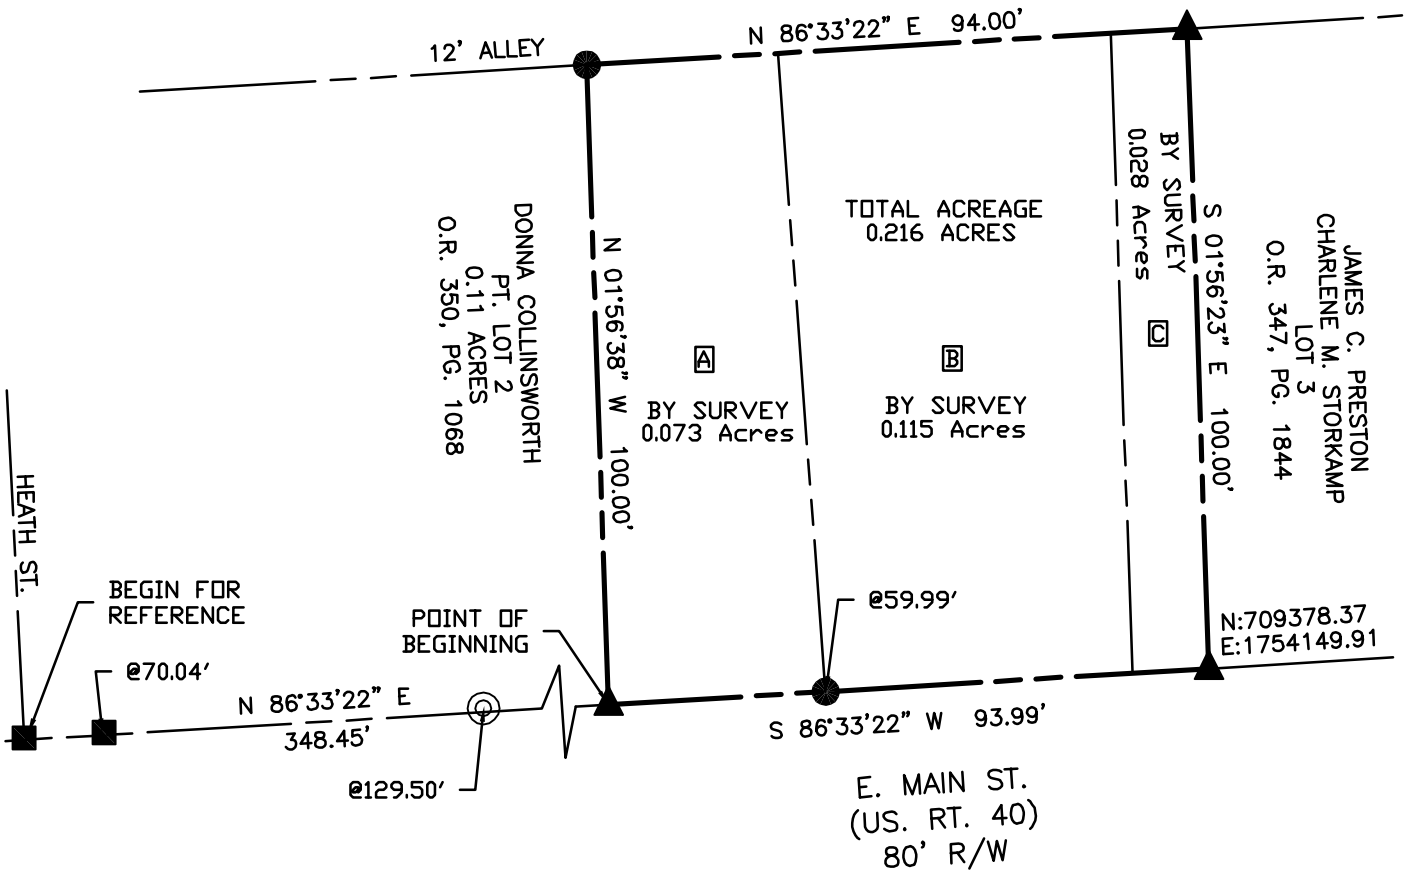 12' ALLEY
N 86°33'22" E 94.00'
DONNA COLLINSWORTH
PT. LOT 2
0.11 ACRES
O.R. 350, PG. 1068
N 01°56'38" W 100.00'
TOTAL ACREAGE
0.216 ACRES
A
BY SURVEY
0.073 Acres
B
BY SURVEY
0.115 Acres
BY SURVEY
0.028 Acres
C
S 01°56'23" E 100.00'
JAMES C. PRESTON
CHARLENE M. STORKAMP
LOT 3
O.R. 347, PG. 1844
HEATH ST.
BEGIN FOR
REFERENCE
@70.04'
N 86°33'22" E
348.45'
@129.50'
POINT OF
BEGINNING
@59.99'
S 86°33'22" W 93.99'
N:709378.37
E:1754149.91
E. MAIN ST.
(US. RT. 40)
80' R/W